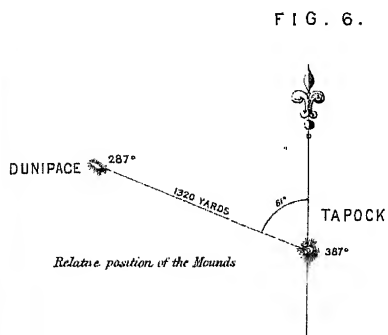 FIG. 6.
287°
DUNIPACE
1320 YARDS
61°
TAPOCK
387°
Relative position of the Mounds